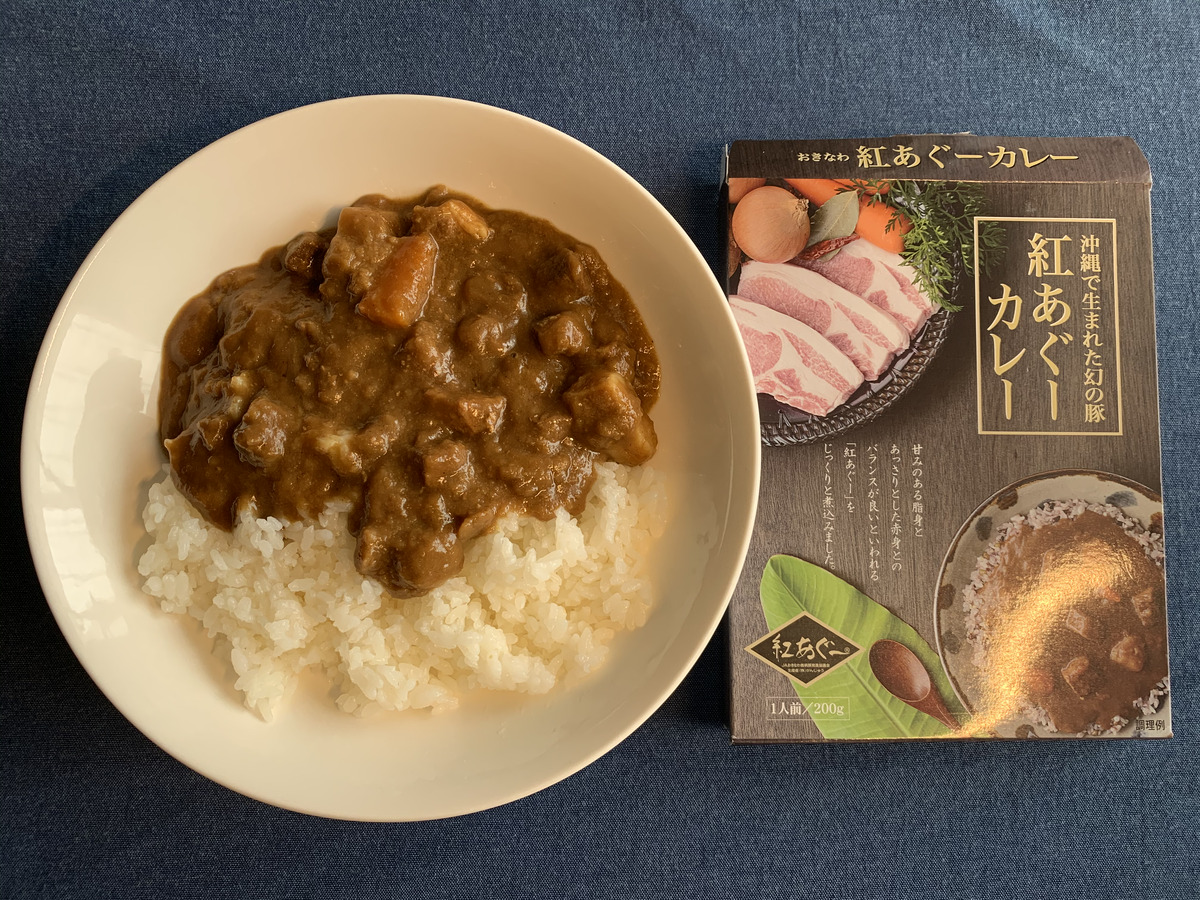 おきなわ 紅あぐーカレー
沖縄で生まれた幻の豚
紅あぐー
カレー
甘みのある脂身と
あっさりとした赤身との
バランスが良いといわれる
「紅あぐー」を
じっくりと煮込みました。
紅あぐー®
1人前／200g
調理例